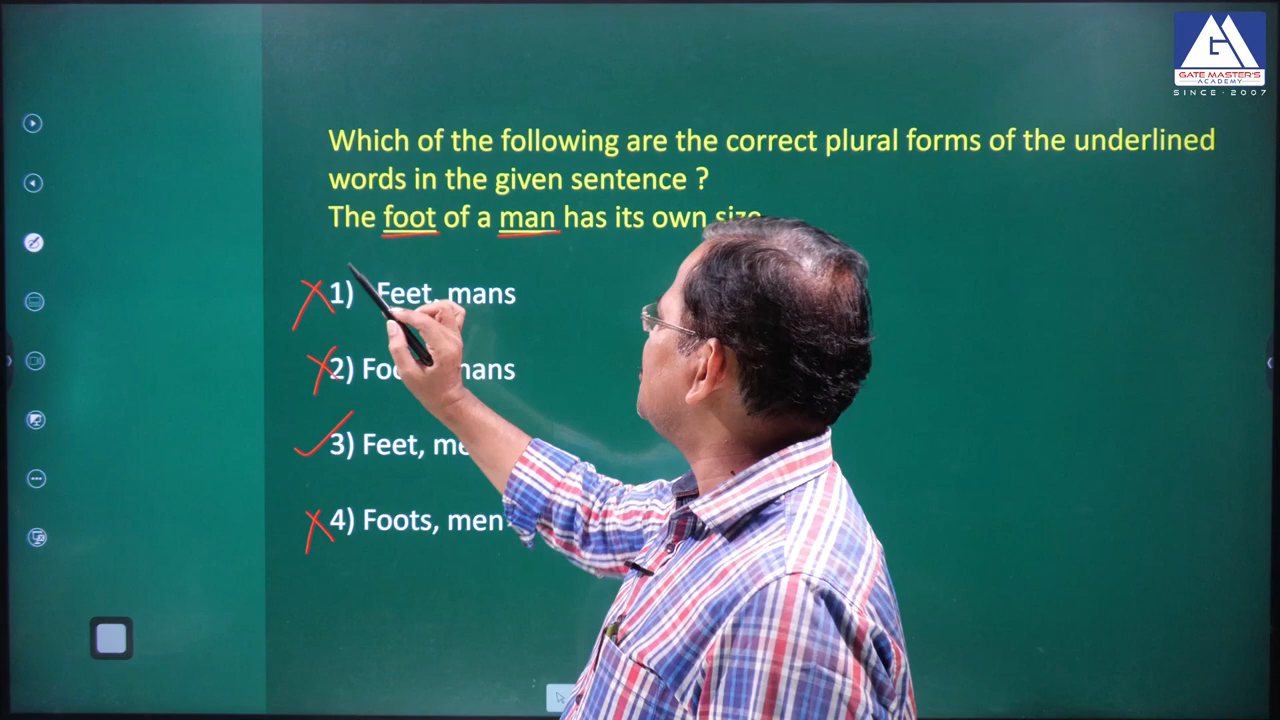 GATE MASTER'S
ACADEMY
SINCE · 2007
Which of the following are the correct plural forms of the underlined
words in the given sentence ?
The foot of a man has its own size
1) Feet, mans
2)
3) Feet,
4) Foots, men